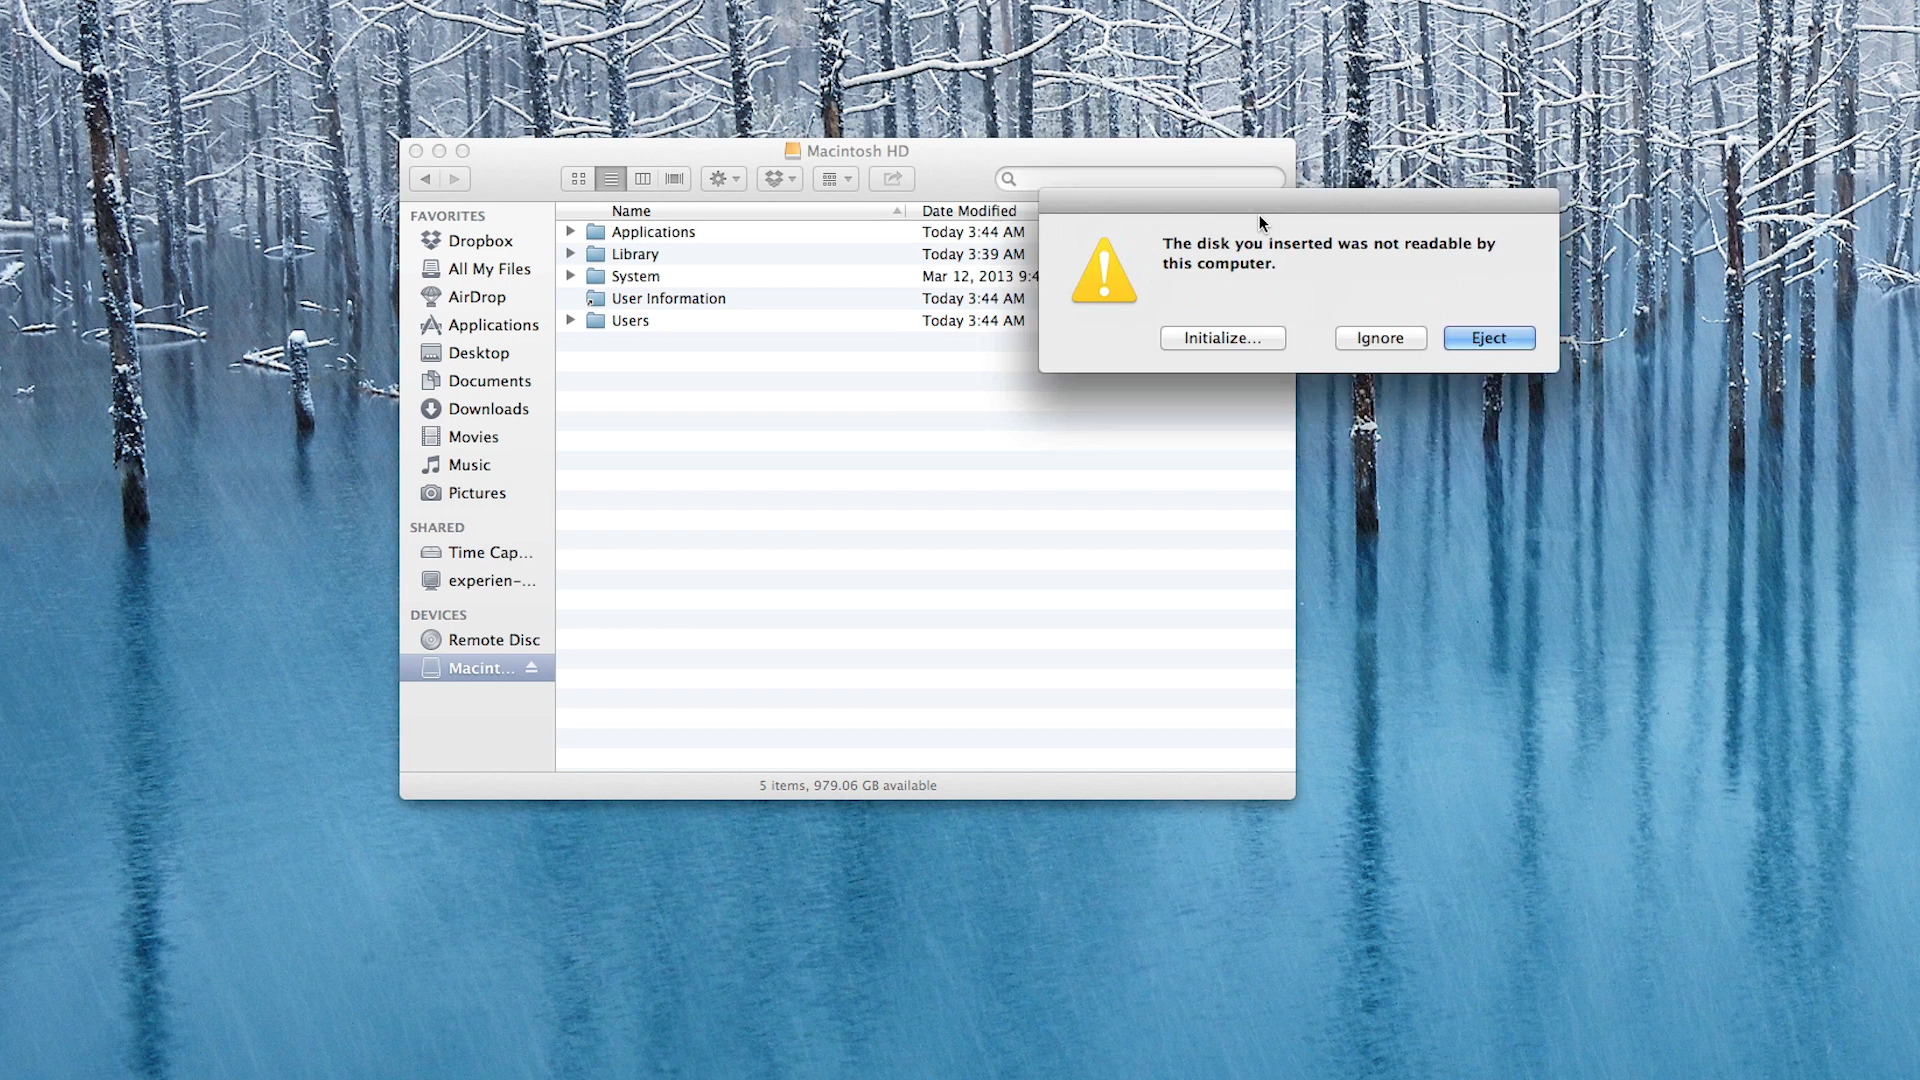 Macintosh HD
FAVORITES
Dropbox
All My Files
AirDrop
Applications
Desktop
Documents
Downloads
Movies
Music
Pictures
SHARED
Time Cap...
experien-...
DEVICES
Remote Disc
Macint...
Name Date Modified
Applications Today 3:44 AM
Library Today 3:39 AM
System Mar 12, 2013 9:4
User Information Today 3:44 AM
Users Today 3:44 AM
5 items, 979.06 GB available
The disk you inserted was not readable by
this computer.
Initialize... Ignore Eject